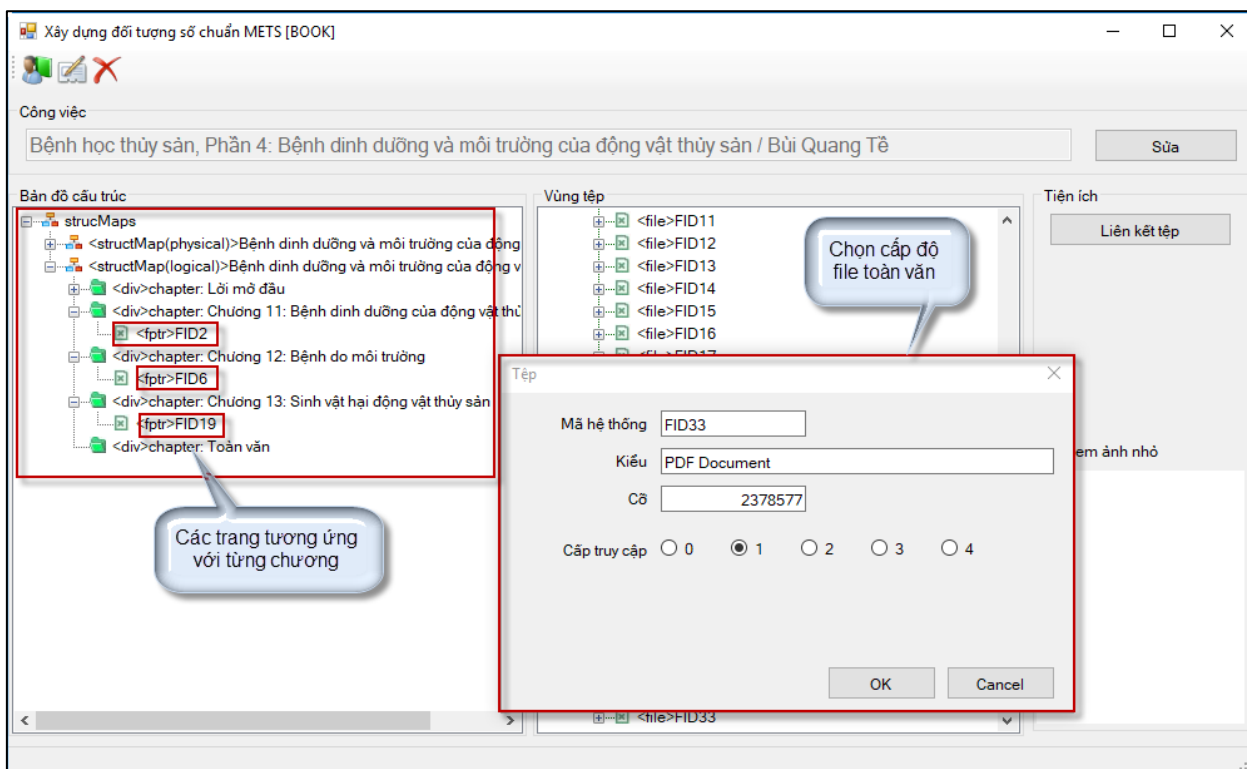 Xây dựng đối tượng số chuẩn METS [BOOK]
Công việc
Bệnh học thủy sản, Phần 4: Bệnh dinh dưỡng và môi trường của động vật thủy sản / Bùi Quang Tề
Sửa
Bản đồ cấu trúc
strucMaps
<structMap(physical)>Bệnh dinh dưỡng và môi trường của động
<structMap(logical)>Bệnh dinh dưỡng và môi trường của động v
<div>chapter: Lời mở đầu
<div>chapter: Chương 11: Bệnh dinh dưỡng của động vật thủ
<fptr>FID2
<div>chapter: Chương 12: Bệnh do môi trường
<fptr>FID6
<div>chapter: Chương 13: Sinh vật hại động vật thủy sản
<fptr>FID19
<div>chapter: Toàn văn
Các trang tương ứng
với từng chương
Vùng tệp
<file>FID11
<file>FID12
<file>FID13
<file>FID14
<file>FID15
<file>FID16
<file>FID17
Chọn cấp độ
file toàn văn
Tiện ích
Liên kết tệp
em ảnh nhỏ
Tệp
Mã hệ thống FID33
Kiểu PDF Document
Cỡ 2378577
Cấp truy cập 0 1 2 3 4
OK Cancel
<file>FID33